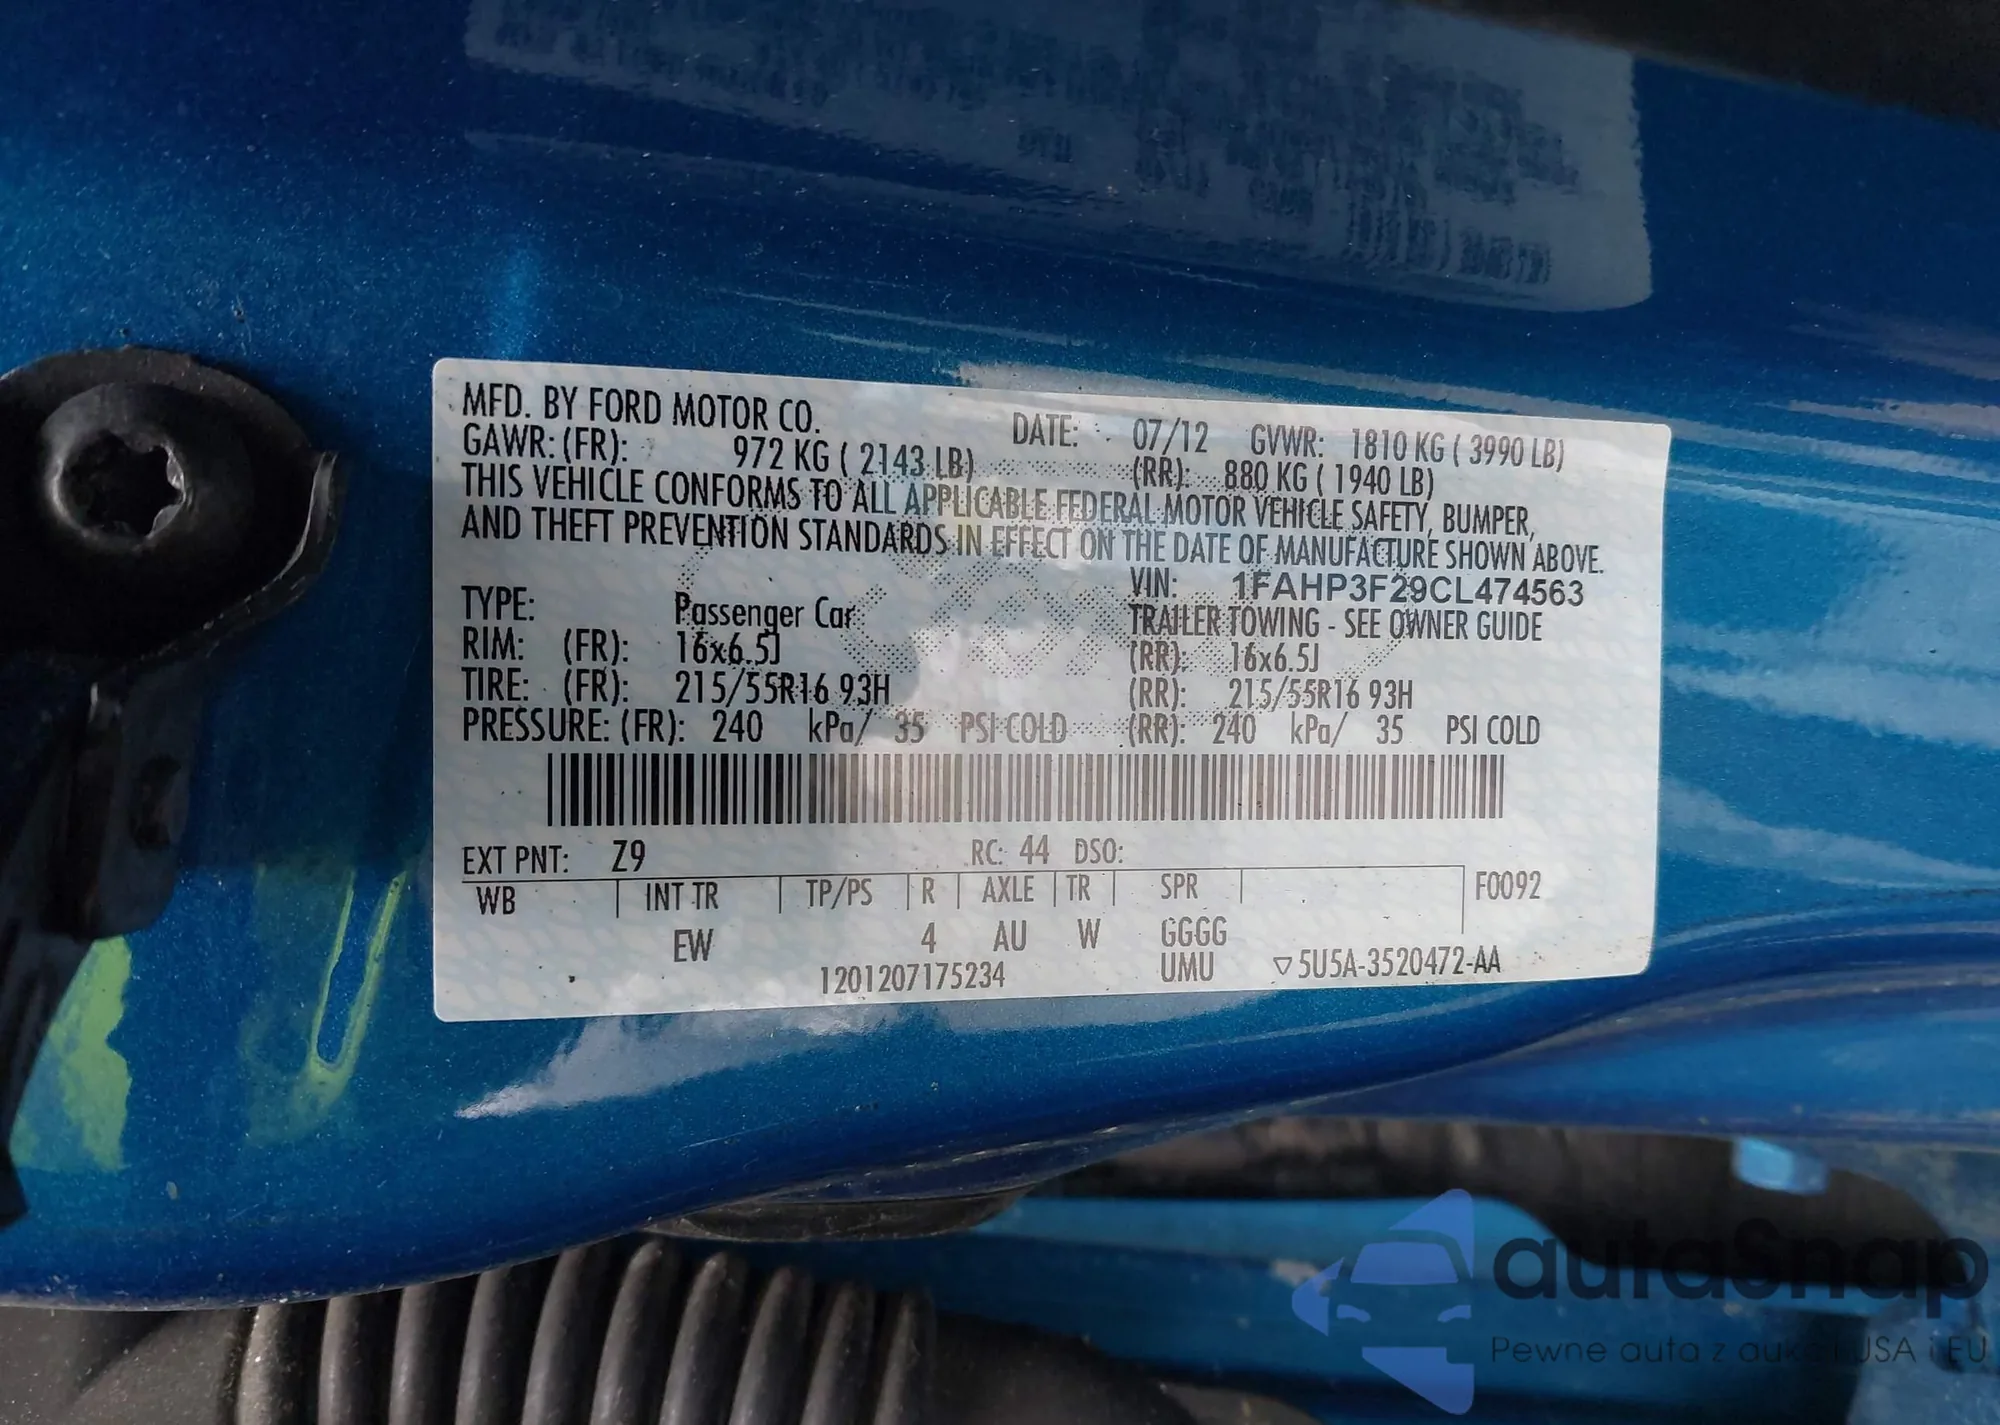 MFD. BY FORD MOTOR CO. DATE: 07/12 GVWR: 1810 KG ( 3990 LB)
GAWR: (FR): 972 KG ( 2143 LB) (RR): 880 KG ( 1940 LB)
THIS VEHICLE CONFORMS TO ALL APPLICABLE FEDERAL MOTOR VEHICLE SAFETY, BUMPER,
AND THEFT PREVENTION STANDARDS IN EFFECT ON THE DATE OF MANUFACTURE SHOWN ABOVE.
VIN: 1FAHP3F29CL474563
TYPE: Passenger Car TRAILER TOWING - SEE OWNER GUIDE
RIM: (FR): 16x6.5J (RR): 16x6.5J
TIRE: (FR): 215/55R16 93H (RR): 215/55R16 93H
PRESSURE: (FR): 240 kPa/ 35 PSI COLD (RR): 240 kPa/ 35 PSI COLD
EXT PNT: Z9 RC: 44 DSO:
WB INT TR TP/PS R AXLE TR SPR F0092
EW 4 AU W GGGG
1201207175234 UMU ▽ 5U5A-3520472-AA
autaSnap
Pewne auta z aukcji USA i EU